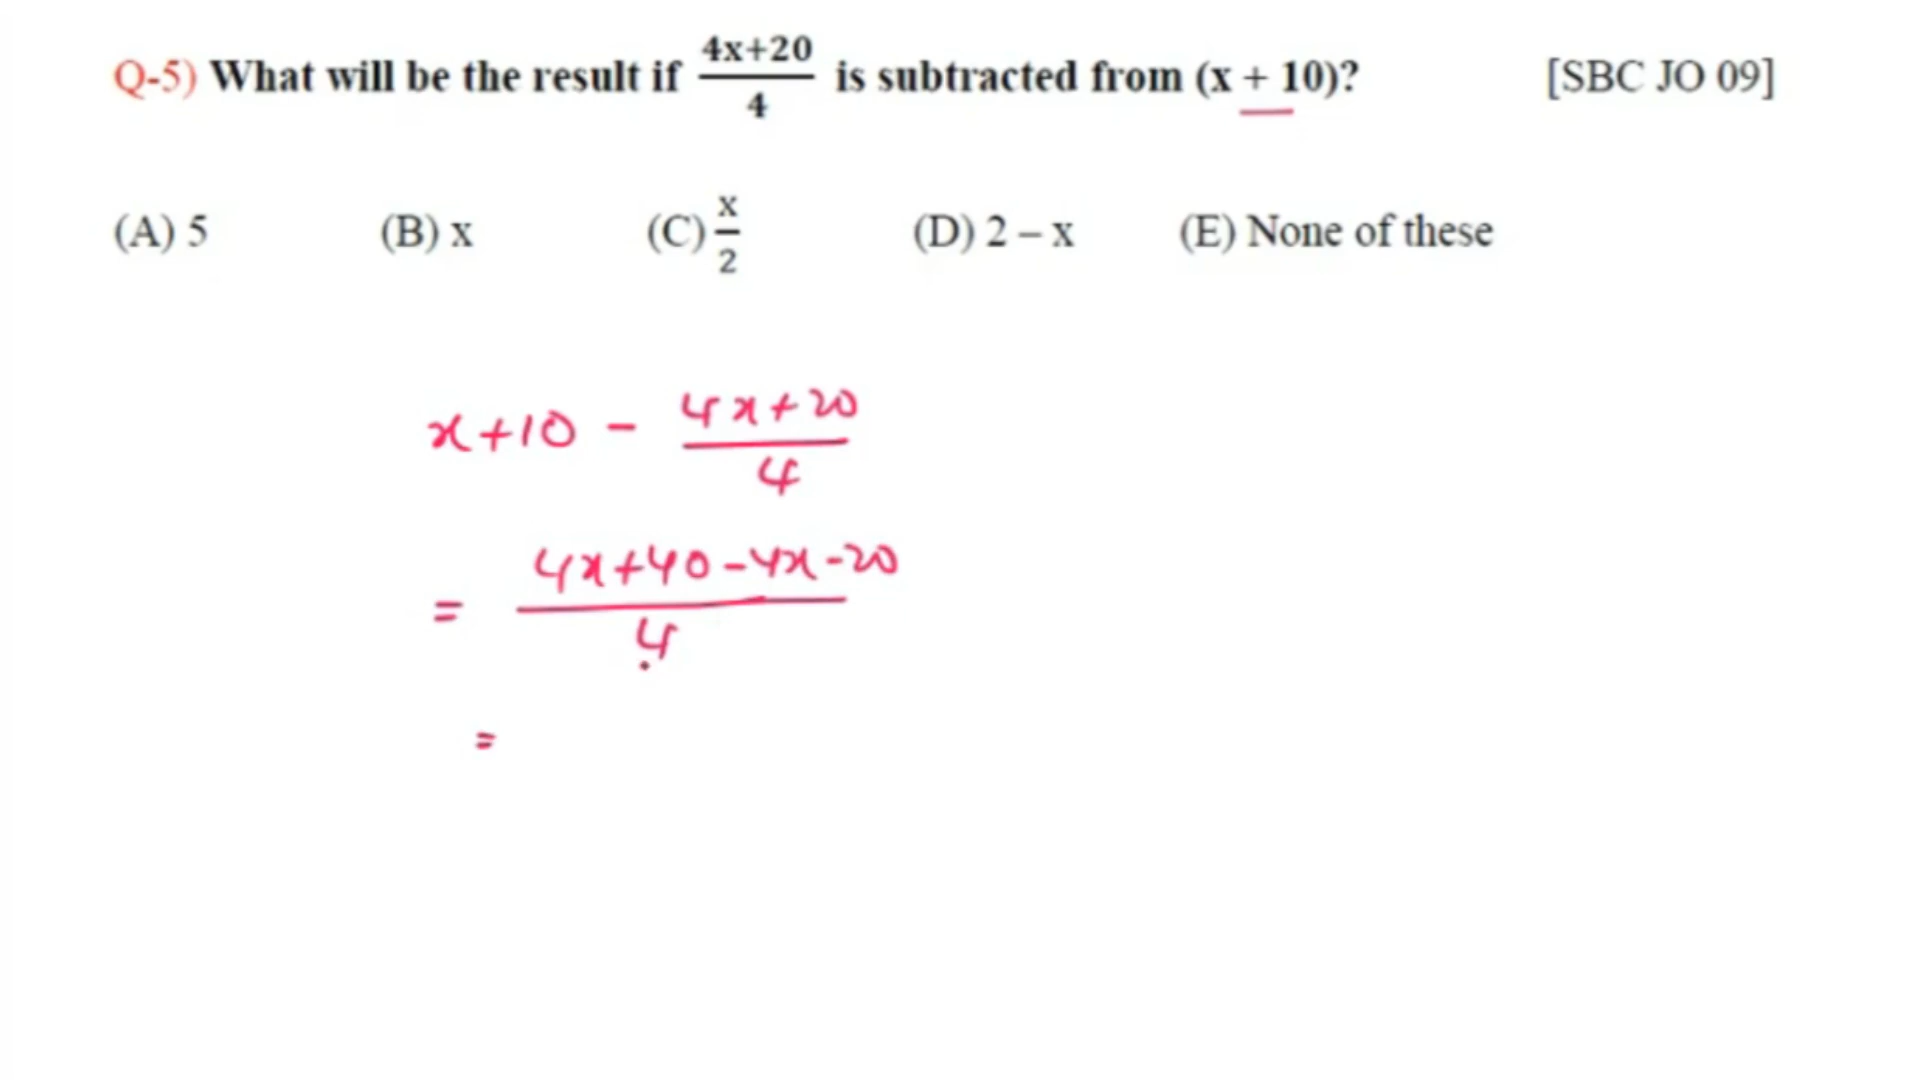 Q-5) What will be the result if (4x+20)/4 is subtracted from (x + 10)? [SBC JO 09]
(A) 5 (B) x (C) x/2 (D) 2 – x (E) None of these
x+10 - (4x+20)/4
= (4x+40-4x-20)/4
=